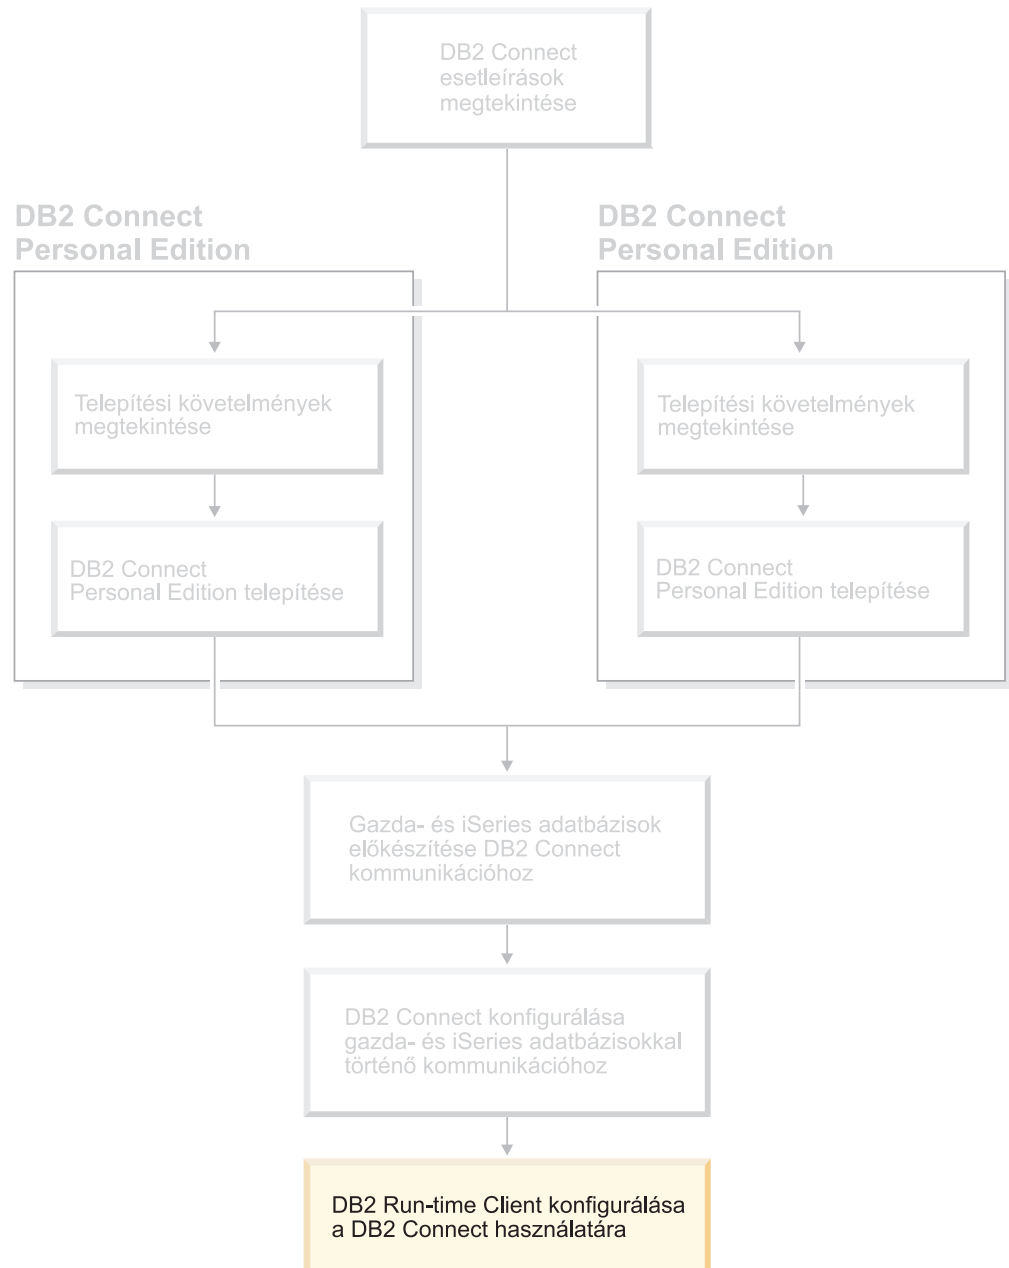 DB2 Connect
esetleírások
megtekintése
DB2 Connect
Personal Edition
DB2 Connect
Personal Edition
Telepítési követelmények
megtekintése
Telepítési követelmények
megtekintése
DB2 Connect
Personal Edition telepítése
DB2 Connect
Personal Edition telepítése
Gazda- és iSeries adatbázisok
előkészítése DB2 Connect
kommunikációhoz
DB2 Connect konfigurálása
gazda- és iSeries adatbázisokkal
történő kommunikációhoz
DB2 Run-time Client konfigurálása
a DB2 Connect használatára